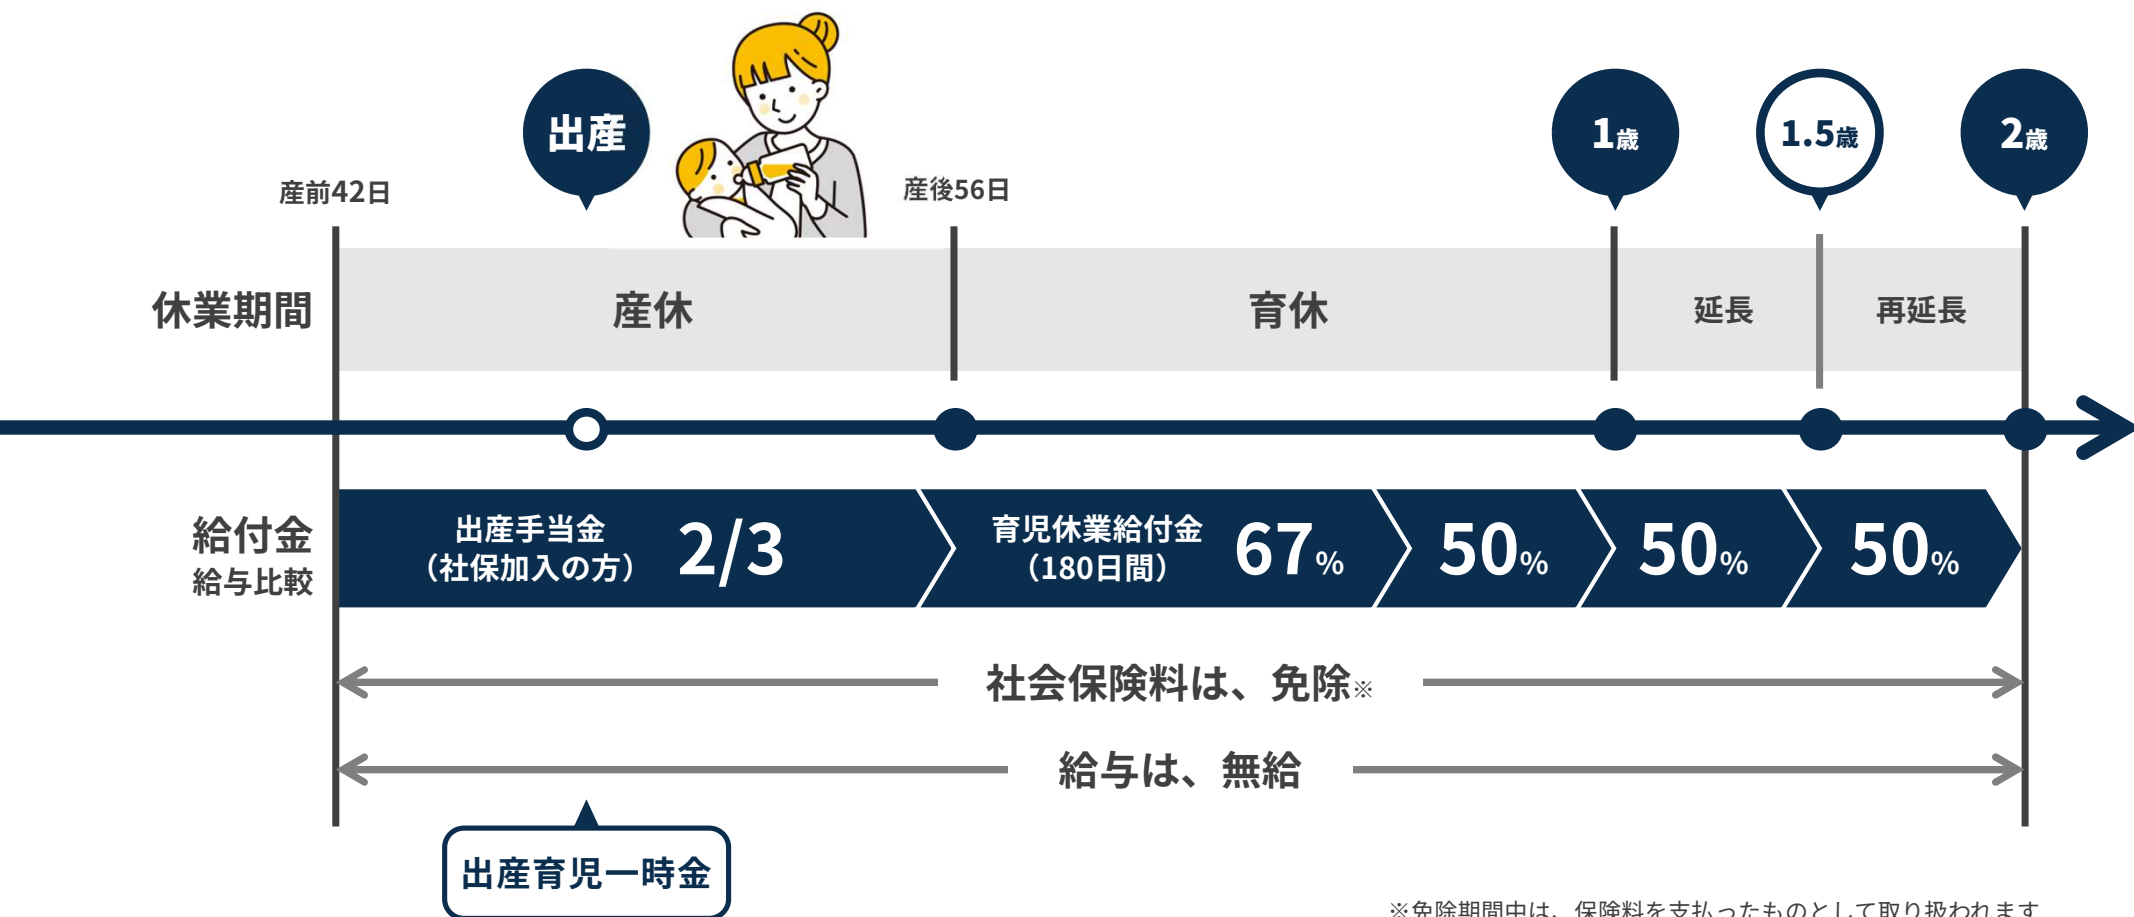 出産
1歳
1.5歳
2歳
産前42日
産後56日
休業期間
産休
育休
延長
再延長
給付金
給与比較
出産手当金
（社保加入の方）
2/3
育児休業給付金
（180日間）
67%
50%
50%
50%
社会保険料は、免除※
給与は、無給
出産育児一時金
※免除期間中は、保険料を支払ったものとして取り扱われます